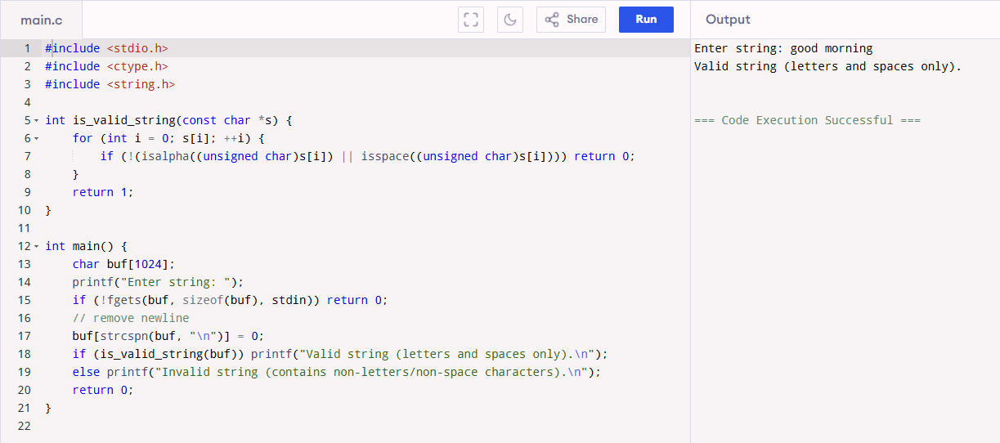 main.c
Share
Run
Output
1 #include <stdio.h>
2 #include <ctype.h>
3 #include <string.h>
4
5 int is_valid_string(const char *s) {
6     for (int i = 0; s[i]; ++i) {
7         if (!(isalpha((unsigned char)s[i]) || isspace((unsigned char)s[i]))) return 0;
8     }
9     return 1;
10 }
11
12 int main() {
13     char buf[1024];
14     printf("Enter string: ");
15     if (!fgets(buf, sizeof(buf), stdin)) return 0;
16     // remove newline
17     buf[strcspn(buf, "\n")] = 0;
18     if (is_valid_string(buf)) printf("Valid string (letters and spaces only).\n");
19     else printf("Invalid string (contains non-letters/non-space characters).\n");
20     return 0;
21 }
22
Enter string: good morning
Valid string (letters and spaces only).
=== Code Execution Successful ===